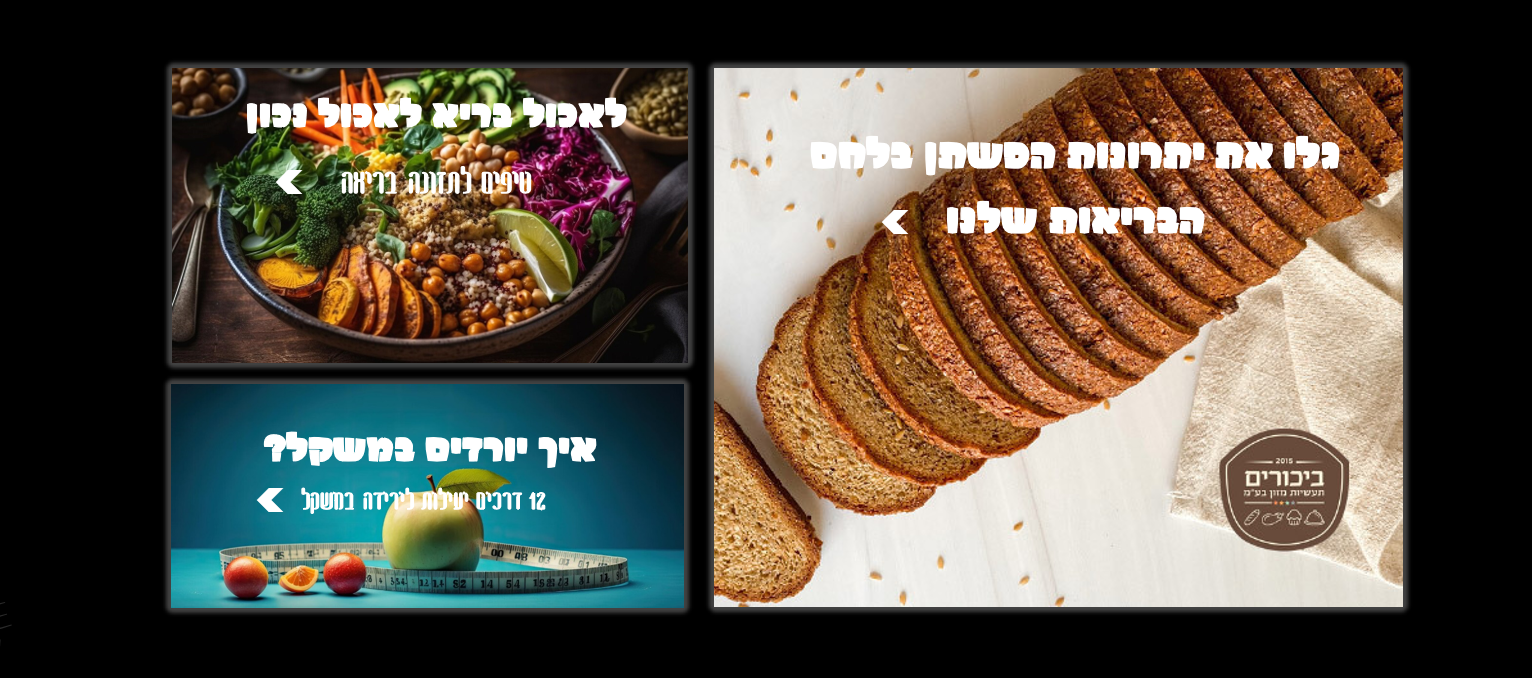 גלו את יתרונות הפשתן בלחם
הבריאות שלנו
2015
ביכורים
תעשיות מזון בע"מ
לאכול בריא לאכול נכון
טיפים לתזונה בריאה
איך יורדים במשקל?
12 דרכים יעילות לירידה במשקל